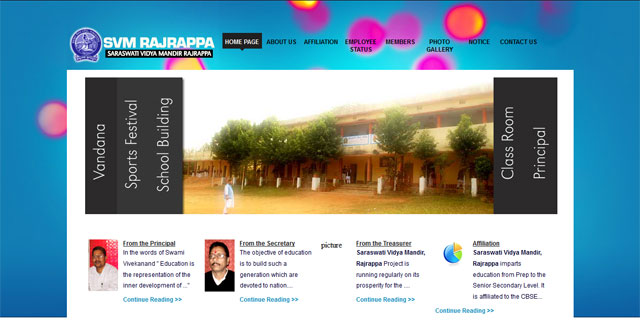 SVM RAJRAPPA
SARASWATI VIDYA MANDIR RAJRAPPA
HOME PAGE
ABOUT US
AFFILIATION
EMPLOYEE
STATUS
MEMBERS
PHOTO
GALLERY
NOTICE
CONTACT US
Vandana
Sports Festival
School Building
Class Room
Principal
From the Principal
In the words of Swami
Vivekanand " Education is
the representation of the
inner development of ..."
Continue Reading >>
From the Secretary
The objective of education
is to build such a
generation which are
devoted to nation....
Continue Reading >>
picture
From the Treasurer
Saraswati Vidya Mandir,
Rajrappa Project is
running regularly on its
prosperity for the ....
Continue Reading >>
Affiliation
Saraswati Vidya Mandir,
Rajrappa imparts
education from Prep to the
Senior Secondary Level. It
is affiliated to the CBSE...
Continue Reading >>